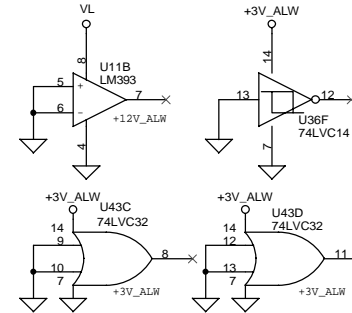 VL
8
U11B
LM393
5
+
7
6
−
+12V_ALW
4
+3V_ALW
14
13
12
U36F
74LVC14
7
+3V_ALW
U43C
74LVC32
14
9
8
10
7
+3V_ALW
+3V_ALW
U43D
74LVC32
14
12
11
13
7
+3V_ALW